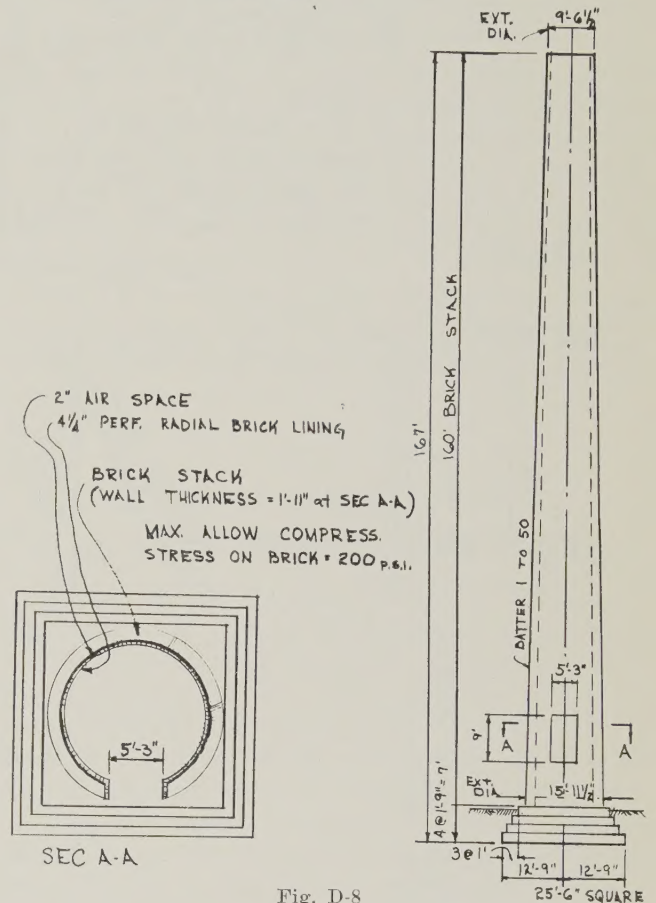 EXT.
DIA.
9'-6½"
167'
160' BRICK STACK
2" AIR SPACE
4¼" PERF. RADIAL BRICK LINING
BRICK STACK
(WALL THICKNESS = 1'-11" at SEC A-A)
MAX. ALLOW COMPRESS.
STRESS ON BRICK = 200 P.S.I.
BATTER 1 TO 50
5'-3"
9'
A
A
5'-3"
EXT.
DIA
15'-11½"
4 @ 1'-9" = 7'
3 @ 1'
12'-9"
12'-9"
25'-6" SQUARE
SEC A-A
Fig. D-8